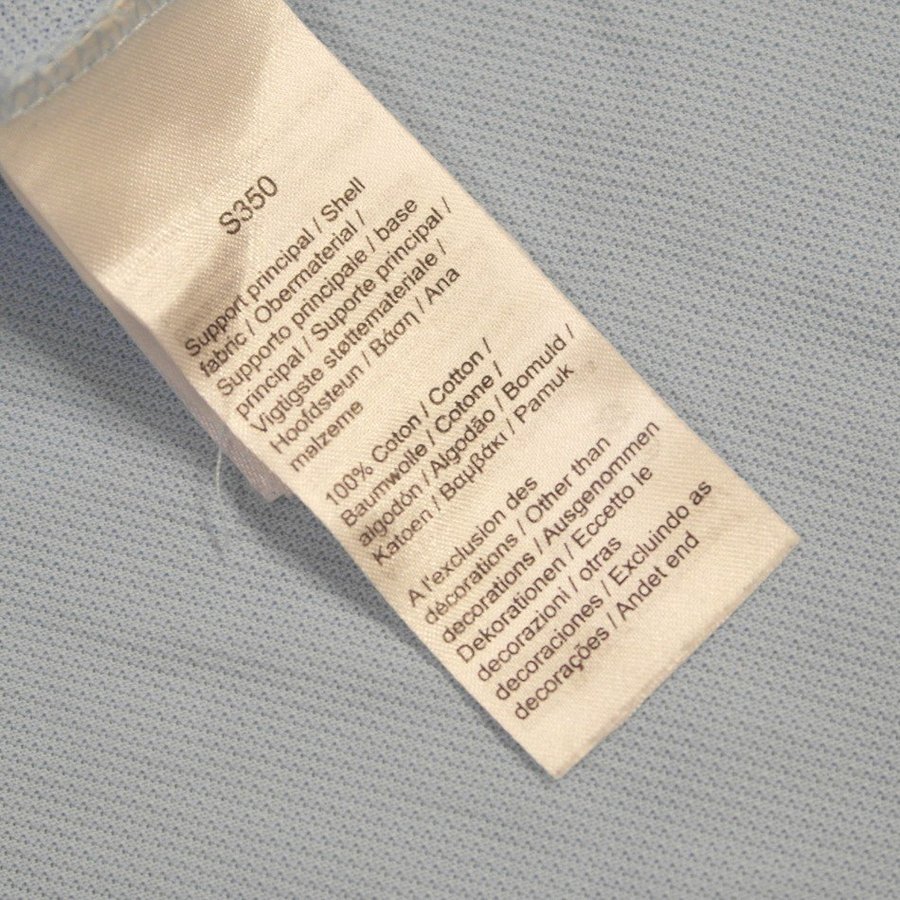 S350
Support principal / Shell
fabric / Obermaterial /
Supporto principale / base
principal / Suporte principal /
Vigtigste støttemateriale /
Hoofdsteun / Βάση / Ana
malzeme
100% Coton / Cotton /
Baumwolle / Cotone /
algodón / Algodão / Bomuld /
Katoen / Βαμβάκι / Pamuk
A l'exclusion des
décorations / Other than
decorations / Ausgenommen
Dekorationen / Eccetto le
decorazioni / otras
decoraciones / Excluindo as
decorações / Andet end